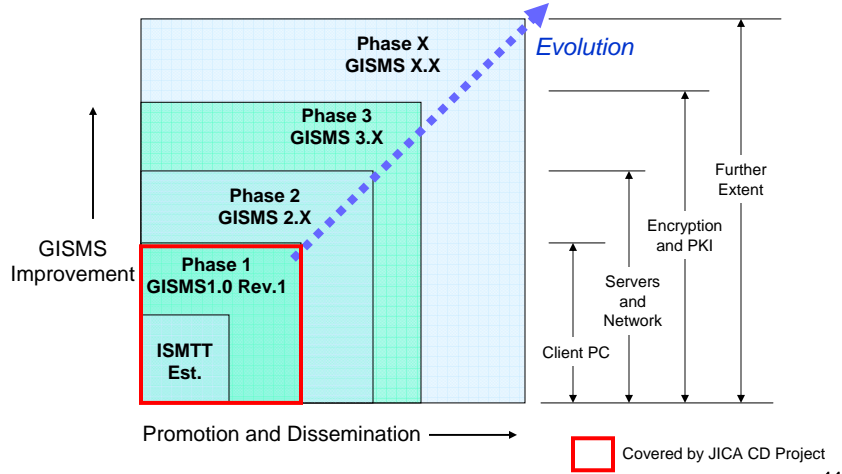 Phase X
GISMS X.X
Evolution
Phase 3
GISMS 3.X
Phase 2
GISMS 2.X
Phase 1
GISMS1.0 Rev.1
ISMTT
Est.
GISMS
Improvement
Further
Extent
Encryption
and PKI
Servers
and
Network
Client PC
Promotion and Dissemination
Covered by JICA CD Project